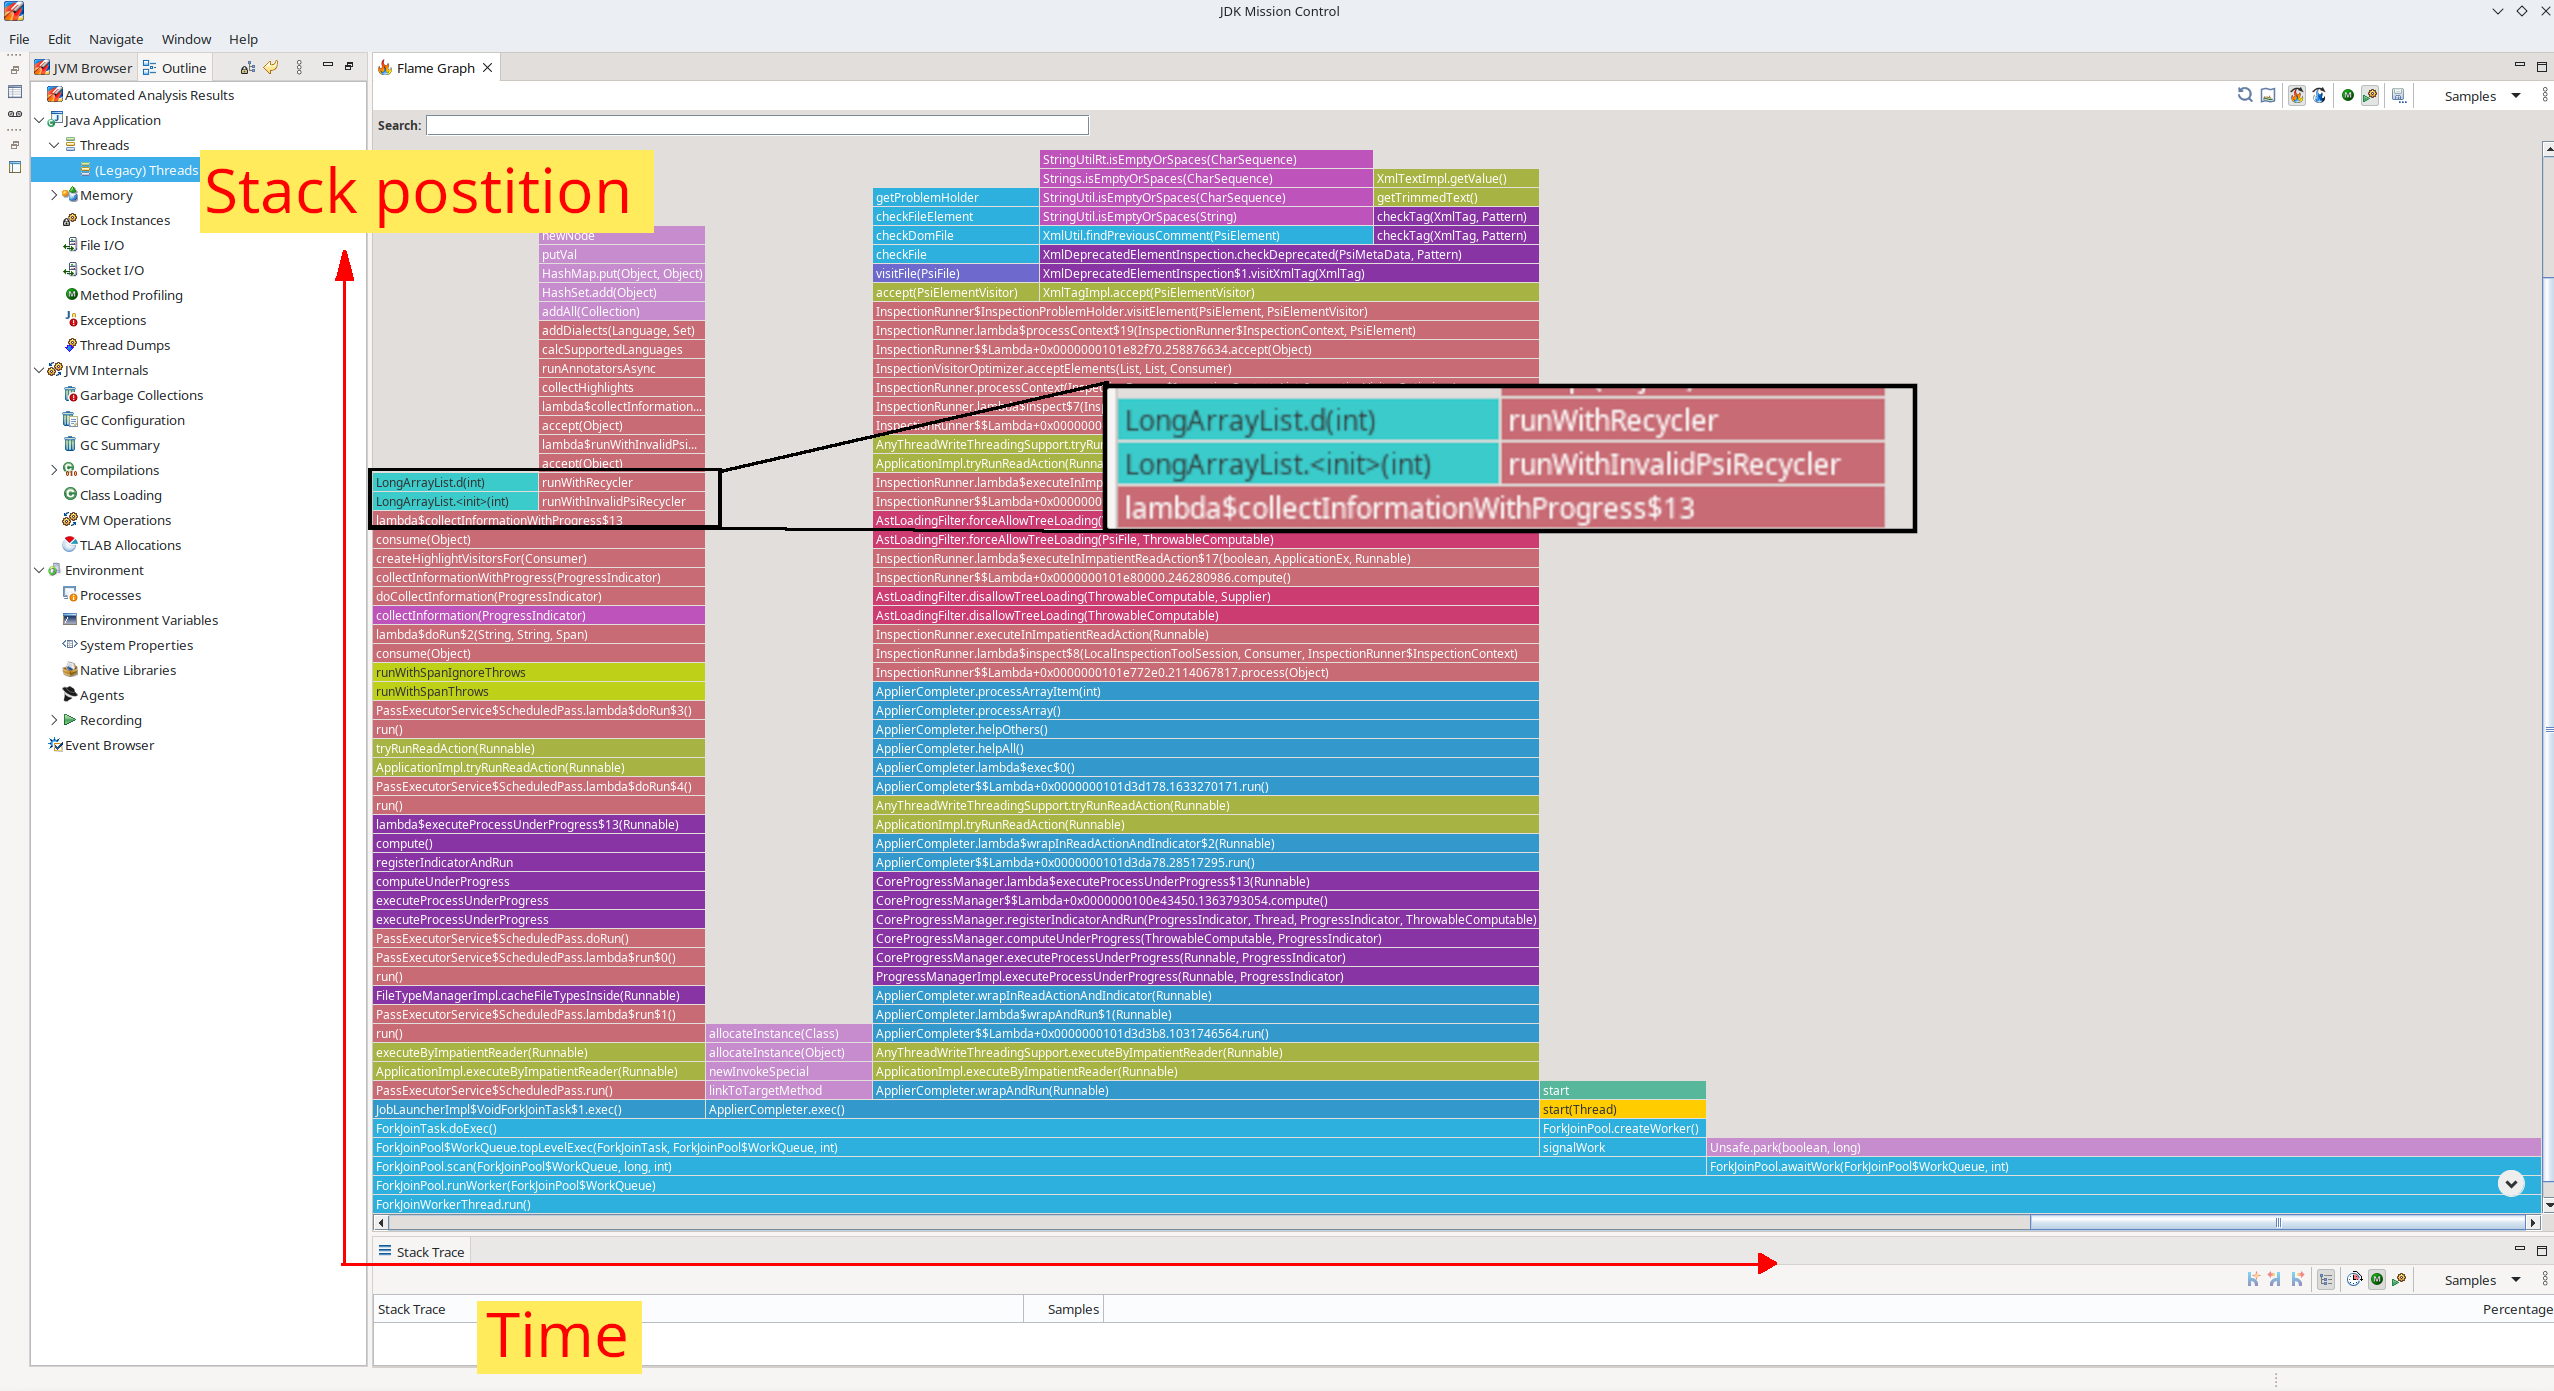 JDK Mission Control
File Edit Navigate Window Help
JVM Browser Outline
Flame Graph
Automated Analysis Results
Java Application
Threads
(Legacy) Threads
Memory
Lock Instances
File I/O
Socket I/O
Method Profiling
Exceptions
Thread Dumps
JVM Internals
Garbage Collections
GC Configuration
GC Summary
Compilations
Class Loading
VM Operations
TLAB Allocations
Environment
Processes
Environment Variables
System Properties
Native Libraries
Agents
Recording
Event Browser
Stack postition
Samples
Search:
newNode
putVal
HashMap.put(Object, Object)
HashSet.add(Object)
addAll(Collection)
addDialects(Language, Set)
calcSupportedLanguages
runAnnotatorsAsync
collectHighlights
lambda$collectInformation...
accept(Object)
lambda$runWithInvalidPsi...
accept(Object)
LongArrayList.d(int) runWithRecycler
LongArrayList.<init>(int) runWithInvalidPsiRecycler
lambda$collectInformationWithProgress$13
consume(Object)
createHighlightVisitorsFor(Consumer)
collectInformationWithProgress(ProgressIndicator)
doCollectInformation(ProgressIndicator)
collectInformation(ProgressIndicator)
lambda$doRun$2(String, String, Span)
consume(Object)
runWithSpanIgnoreThrows
runWithSpanThrows
PassExecutorService$ScheduledPass.lambda$doRun$3()
run()
tryRunReadAction(Runnable)
ApplicationImpl.tryRunReadAction(Runnable)
PassExecutorService$ScheduledPass.lambda$doRun$4()
run()
lambda$executeProcessUnderProgress$13(Runnable)
compute()
registerIndicatorAndRun
computeUnderProgress
executeProcessUnderProgress
executeProcessUnderProgress
PassExecutorService$ScheduledPass.doRun()
PassExecutorService$ScheduledPass.lambda$run$0()
run()
FileTypeManagerImpl.cacheFileTypesInside(Runnable)
PassExecutorService$ScheduledPass.lambda$run$1()
run()
executeByImpatientReader(Runnable)
ApplicationImpl.executeByImpatientReader(Runnable)
PassExecutorService$ScheduledPass.run()
JobLauncherImpl$VoidForkJoinTask$1.exec()
allocateInstance(Class)
allocateInstance(Object)
newInvokeSpecial
linkToTargetMethod
StringUtilRt.isEmptyOrSpaces(CharSequence)
Strings.isEmptyOrSpaces(CharSequence) XmlTextImpl.getValue()
getProblemHolder StringUtil.isEmptyOrSpaces(CharSequence) getTrimmedText()
checkFileElement StringUtil.isEmptyOrSpaces(String) checkTag(XmlTag, Pattern)
checkDomFile XmlUtil.findPreviousComment(PsiElement) checkTag(XmlTag, Pattern)
checkFile XmlDeprecatedElementInspection.checkDeprecated(PsiMetaData, Pattern)
visitFile(PsiFile) XmlDeprecatedElementInspection$1.visitXmlTag(XmlTag)
accept(PsiElementVisitor) XmlTagImpl.accept(PsiElementVisitor)
InspectionRunner$InspectionProblemHolder.visitElement(PsiElement, PsiElementVisitor)
InspectionRunner.lambda$processContext$19(InspectionRunner$InspectionContext, PsiElement)
InspectionRunner$$Lambda+0x0000000101e82f70.258876634.accept(Object)
InspectionVisitorOptimizer.acceptElements(List, List, Consumer)
InspectionRunner.processContext(Inspe
InspectionRunner.lambda$inspect$7(Ins
InspectionRunner$$Lambda+0x0000000
AnyThreadWriteThreadingSupport.tryRu
ApplicationImpl.tryRunReadAction(Runna
InspectionRunner.lambda$executeInImp
InspectionRunner$$Lambda+0x0000000
AstLoadingFilter.forceAllowTreeLoading(
LongArrayList.d(int) runWithRecycler
LongArrayList.<init>(int) runWithInvalidPsiRecycler
lambda$collectInformationWithProgress$13
AstLoadingFilter.forceAllowTreeLoading(PsiFile, ThrowableComputable)
InspectionRunner.lambda$executeInImpatientReadAction$17(boolean, ApplicationEx, Runnable)
InspectionRunner$$Lambda+0x0000000101e80000.246280986.compute()
AstLoadingFilter.disallowTreeLoading(ThrowableComputable, Supplier)
AstLoadingFilter.disallowTreeLoading(ThrowableComputable)
InspectionRunner.executeInImpatientReadAction(Runnable)
InspectionRunner.lambda$inspect$8(LocalInspectionToolSession, Consumer, InspectionRunner$InspectionContext)
InspectionRunner$$Lambda+0x0000000101e772e0.2114067817.process(Object)
ApplierCompleter.processArrayItem(int)
ApplierCompleter.processArray()
ApplierCompleter.helpOthers()
ApplierCompleter.helpAll()
ApplierCompleter.lambda$exec$0()
ApplierCompleter$$Lambda+0x0000000101d3d178.1633270171.run()
AnyThreadWriteThreadingSupport.tryRunReadAction(Runnable)
ApplicationImpl.tryRunReadAction(Runnable)
ApplierCompleter.lambda$wrapInReadActionAndIndicator$2(Runnable)
ApplierCompleter$$Lambda+0x0000000101d3da78.28517295.run()
CoreProgressManager.lambda$executeProcessUnderProgress$13(Runnable)
CoreProgressManager$$Lambda+0x0000000100e43450.1363793054.compute()
CoreProgressManager.registerIndicatorAndRun(ProgressIndicator, Thread, ProgressIndicator, ThrowableComputable)
CoreProgressManager.computeUnderProgress(ThrowableComputable, ProgressIndicator)
CoreProgressManager.executeProcessUnderProgress(Runnable, ProgressIndicator)
ProgressManagerImpl.executeProcessUnderProgress(Runnable, ProgressIndicator)
ApplierCompleter.wrapInReadActionAndIndicator(Runnable)
ApplierCompleter.lambda$wrapAndRun$1(Runnable)
ApplierCompleter$$Lambda+0x0000000101d3d3b8.1031746564.run()
AnyThreadWriteThreadingSupport.executeByImpatientReader(Runnable)
ApplicationImpl.executeByImpatientReader(Runnable)
ApplierCompleter.wrapAndRun(Runnable)
ApplierCompleter.exec()
start
start(Thread)
ForkJoinTask.doExec() ForkJoinPool.createWorker()
ForkJoinPool$WorkQueue.topLevelExec(ForkJoinTask, ForkJoinPool$WorkQueue, int) signalWork Unsafe.park(boolean, long)
ForkJoinPool.scan(ForkJoinPool$WorkQueue, long, int) ForkJoinPool.awaitWork(ForkJoinPool$WorkQueue, int)
ForkJoinPool.runWorker(ForkJoinPool$WorkQueue)
ForkJoinWorkerThread.run()
Stack Trace
Samples
Stack Trace Samples Percentage
Time